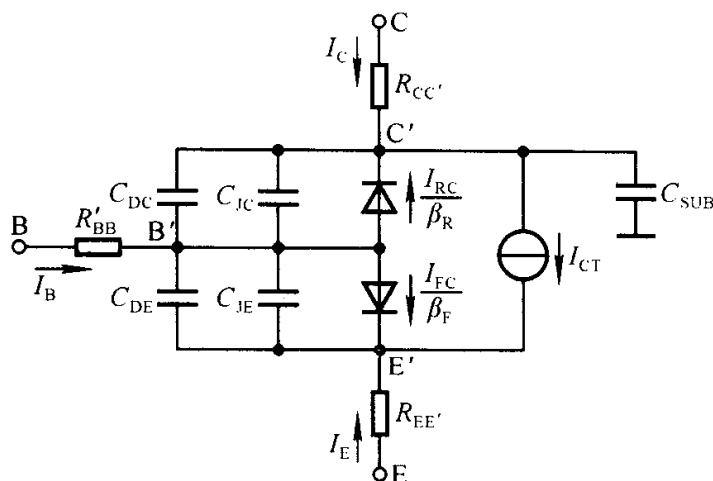 C
I_C
R_CC′
C′
C_DC
C_JC
I_RC
β_R
C_SUB
B
R′_BB
B′
I_B
I_CT
C_DE
C_JE
I_FC
β_F
E′
R_EE′
I_E
E